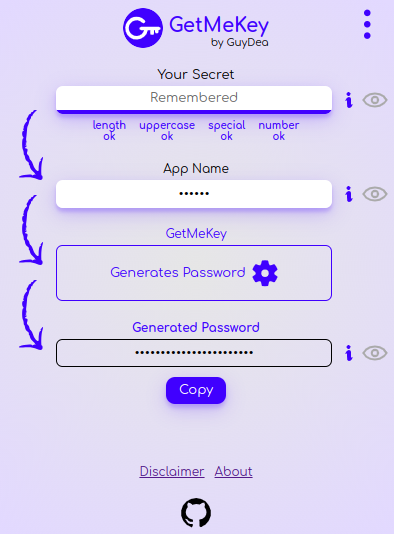 GetMeKey
by GuyDea
Your Secret
Remembered
length uppercase special number
ok ok ok ok
App Name
••••••
GetMeKey
Generates Password
Generated Password
•••••••••••••••••••••••
Copy
Disclaimer About